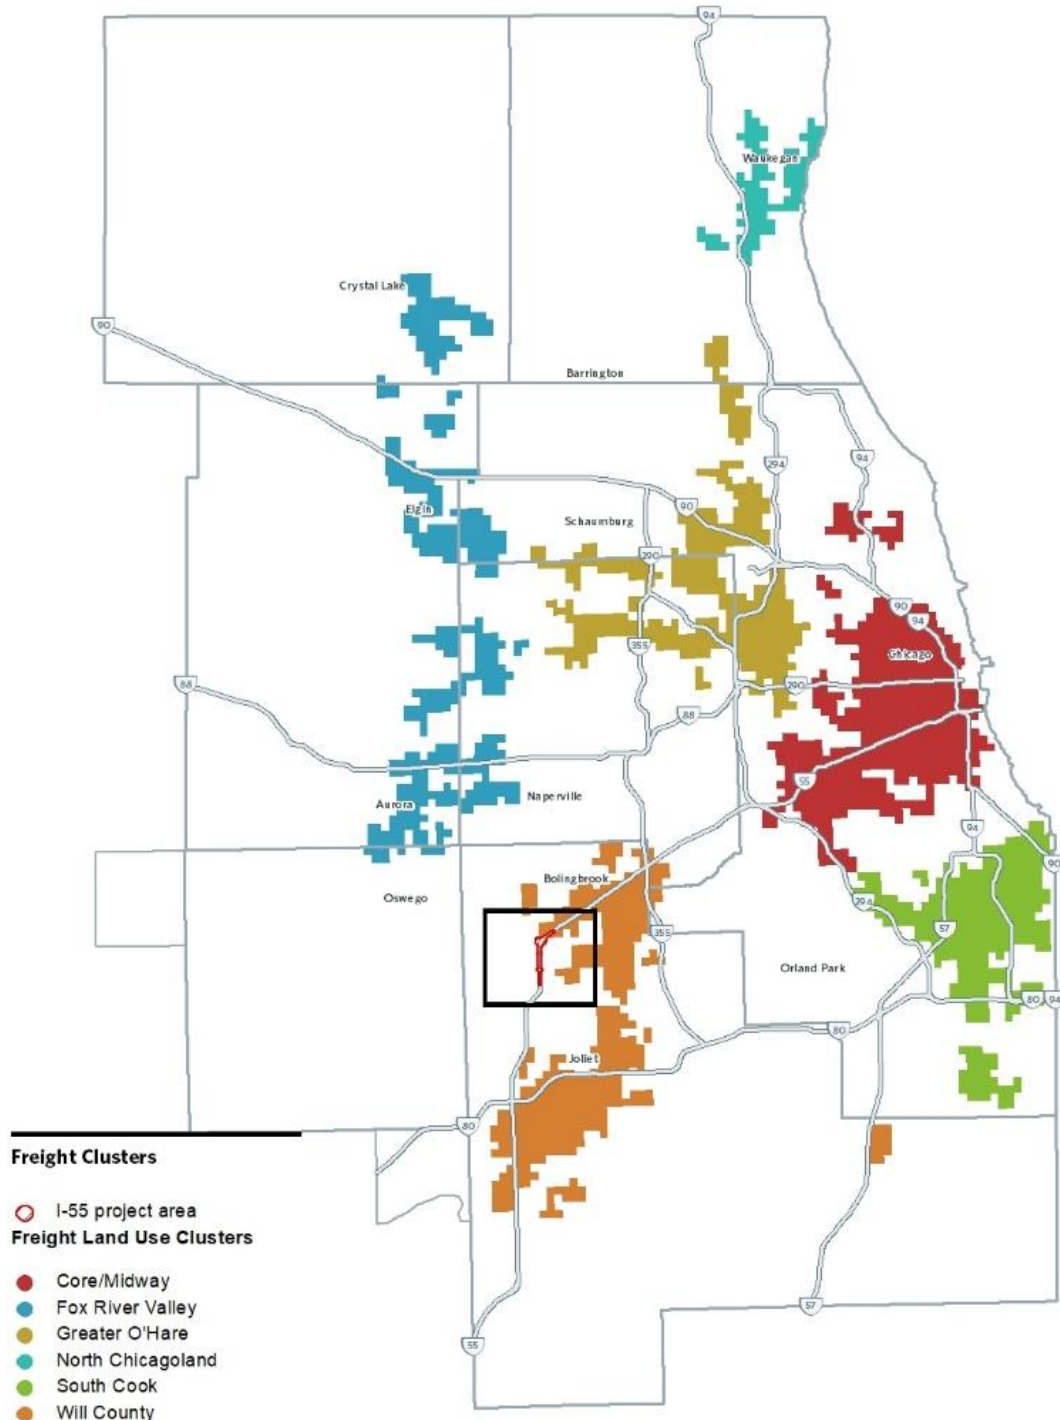 94
Waukegan
Crystal Lake
90
Barrington
294
94
90
Elgin
Schaumburg
290
90
94
Chicago
355
88
290
88
55
Aurora
Naperville
94
90
Bolingbrook
Oswego
294
57
355
Orland Park
80
94
80
Joliet
80
Freight Clusters
I-55 project area
Freight Land Use Clusters
Core/Midway
Fox River Valley
Greater O'Hare
57
55
North Chicagoland
South Cook
Will County